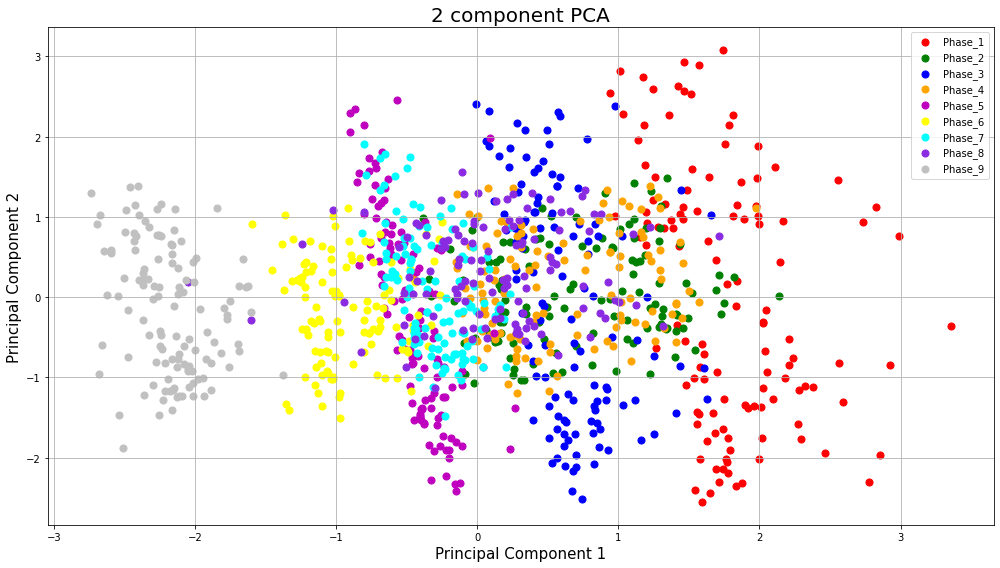 2 component PCA
Principal Component 2
3
2
1
0
−1
−2
Phase_1
Phase_2
Phase_3
Phase_4
Phase_5
Phase_6
Phase_7
Phase_8
Phase_9
−3
−2
−1
0
1
2
3
Principal Component 1